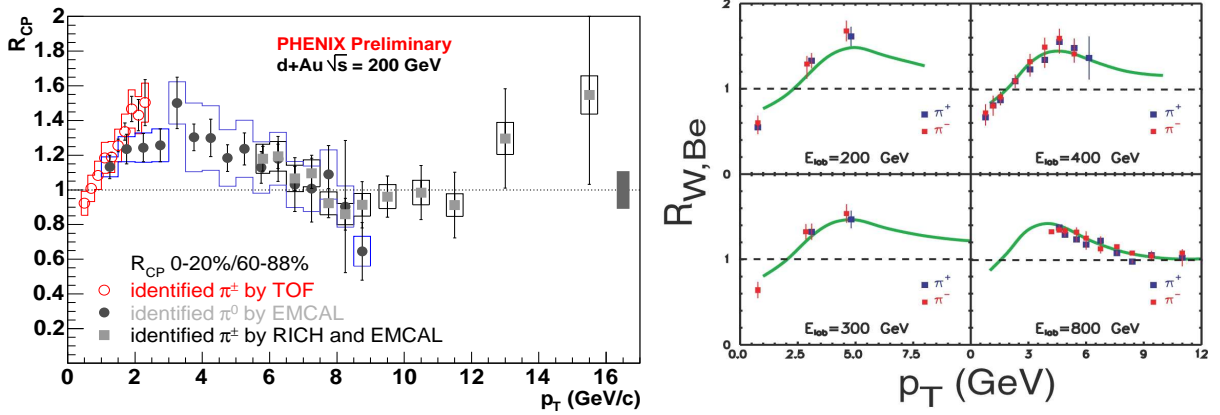 R_CP
1.8
1.6
1.4
1.2
1
0.8
0.6
0.4
0.2
PHENIX Preliminary
d+Au √s = 200 GeV
R_CP 0-20%/60-88%
identified π± by TOF
identified π⁰ by EMCAL
identified π± by RICH and EMCAL
0 2 4 6 8 10 12 14 16
p_T (GeV/c)
R_W,Be
2
1
0
2
1
0
π⁺
π⁻
E_lab=200 GeV
π⁺
π⁻
E_lab=400 GeV
π⁺
π⁻
E_lab=300 GeV
π⁺
π⁻
E_lab=800 GeV
0.0 2.5 5.0 7.5 0 3 6 9 12
p_T (GeV)